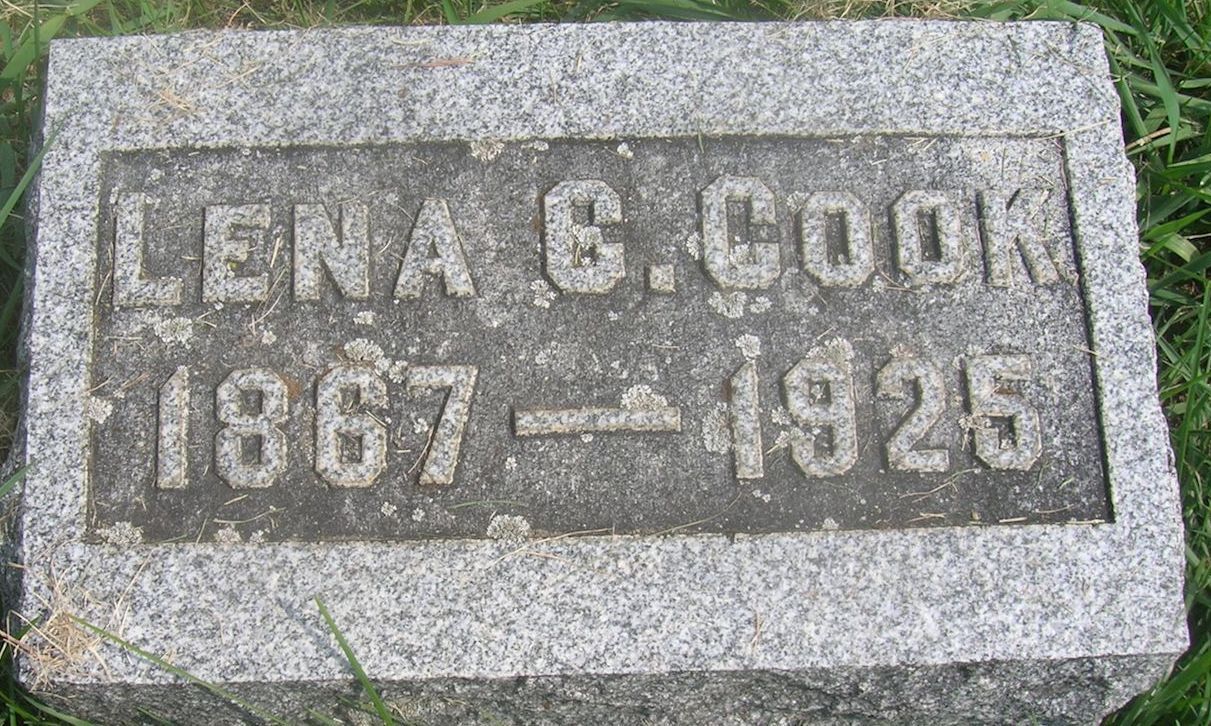 LENA G. COOK
1867 — 1925